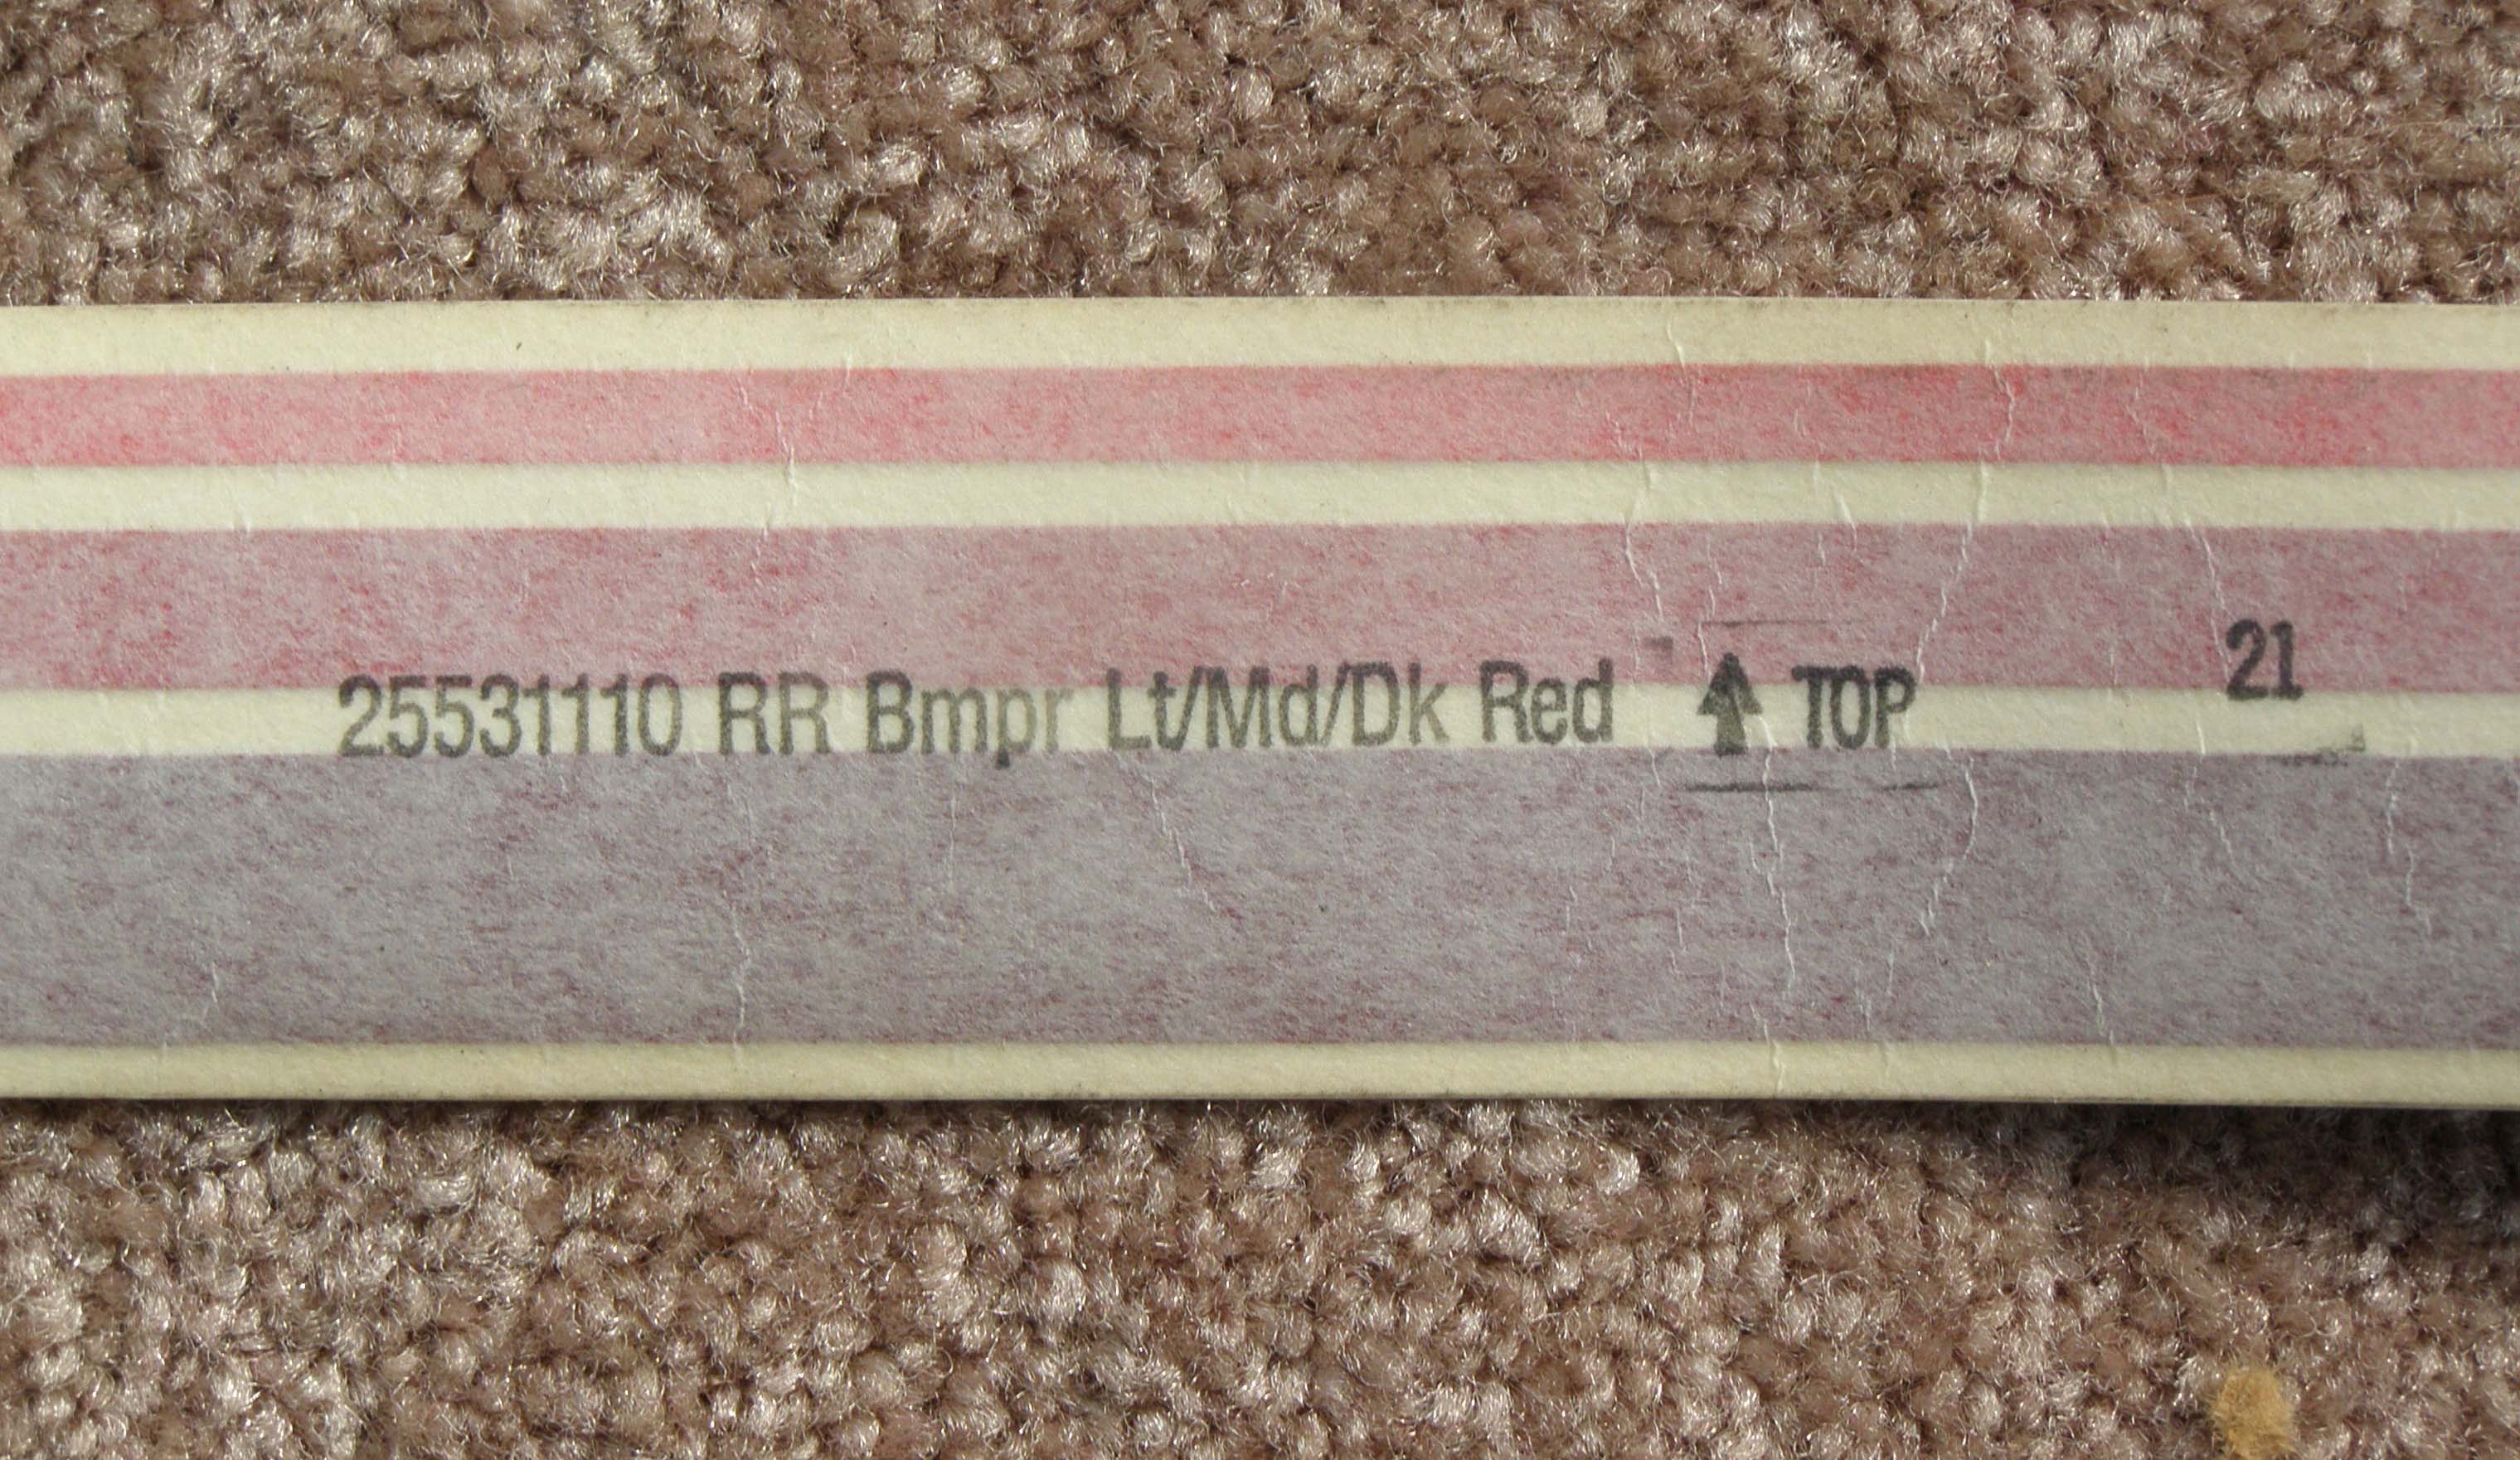 25531110 RR Bmpr Lt/Md/Dk Red ↑ TOP 21